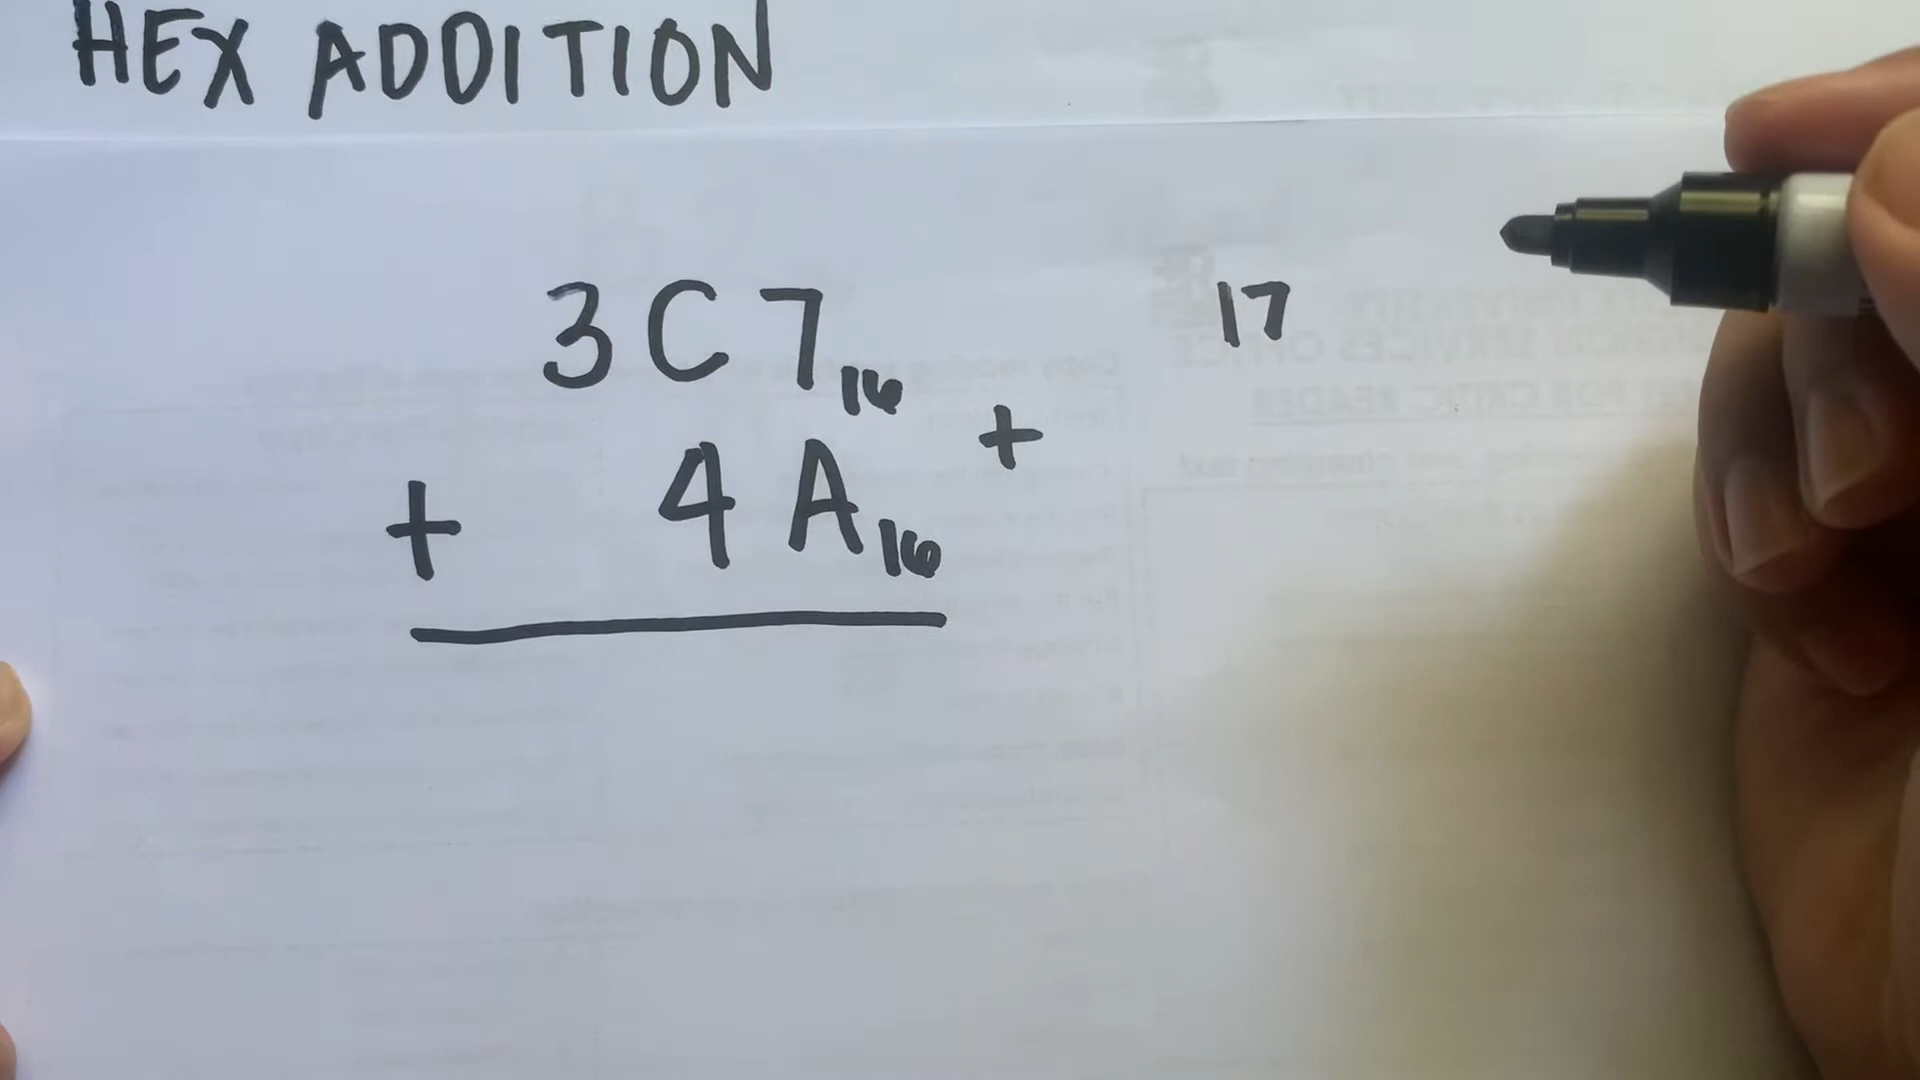 HEX ADDITION
3C7₁₆ 17
+ 4A₁₆ +